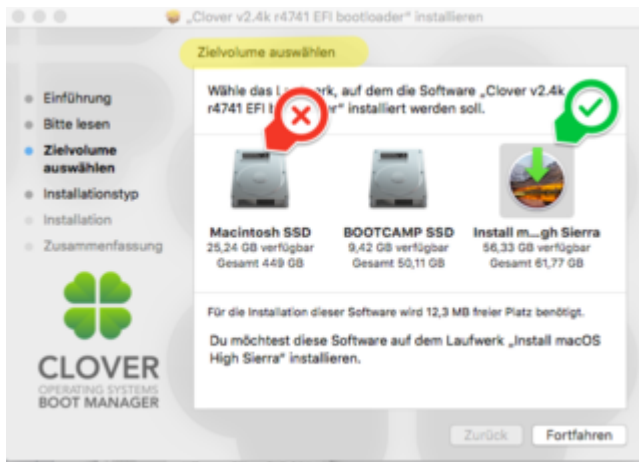 „Clover v2.4k r4741 EFI bootloader“ installieren
Zielvolume auswählen
Einführung
Bitte lesen
Zielvolume
auswählen
Installationstyp
Installation
Zusammenfassung
Wähle das auf dem die Software „Clover v2.4k
r4741 EFI installiert werden
soll.
Macintosh SSD
25,24 GB verfügbar
Gesamt 449 GB
BOOTCAMP SSD
9,42 GB verfügbar
Gesamt 50,11 GB
Install m...gh Sierra
56,33 GB verfügbar
Gesamt 61,77 GB
Für die Installation dieser Software wird 12,3 MB freier Platz benötigt.
Du möchtest diese Software auf dem Laufwerk „Install macOS
High Sierra“ installieren.
CLOVER
OPERATING SYSTEMS
BOOT MANAGER
Zurück
Fortfahren